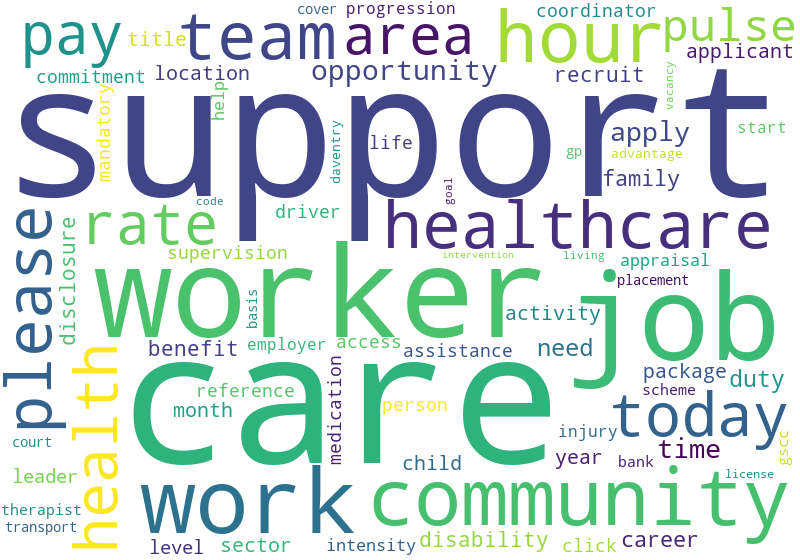 cover
progression
coordinator
pay
title
team
area
hour
pulse
applicant
commitment
location
opportunity
recruit
vacancy
support
mandatory
help
daventry
life
gp
apply
start
advantage
family
code
goal
driver
please
disclosure
rate
healthcare
supervision
intervention
living
appraisal
placement
worker
job
basis
activity
benefit
employer
access
assistance
need
package
duty
care
scheme
health
reference
month
medication
person
today
court
injury
time
leader
child
year
bank
gscc
license
work
community
therapist
transport
level
sector
intensity
disability
click
career